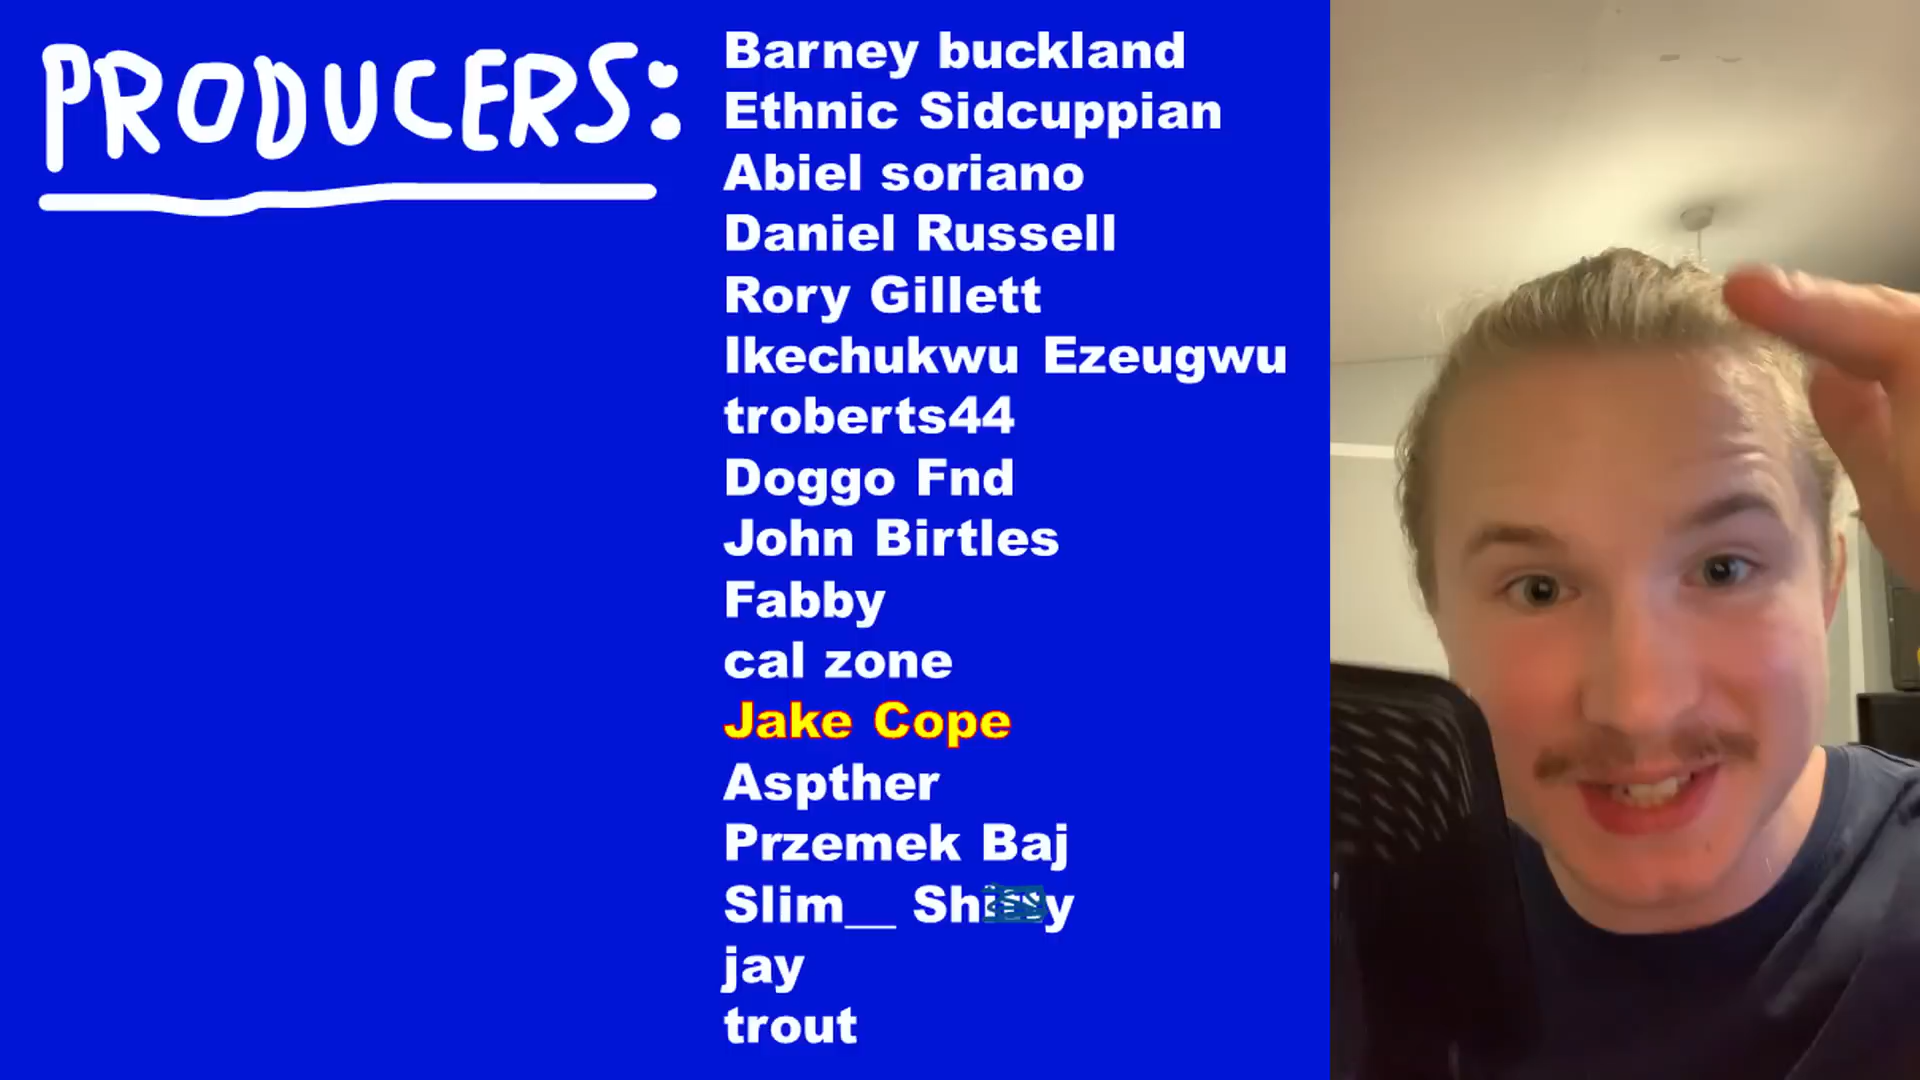 PRODUCERS:
Barney buckland
Ethnic Sidcuppian
Abiel soriano
Daniel Russell
Rory Gillett
Ikechukwu Ezeugwu
troberts44
Doggo Fnd
John Birtles
Fabby
cal zone
Jake Cope
Aspther
Przemek Baj
Slim__
jay
trout